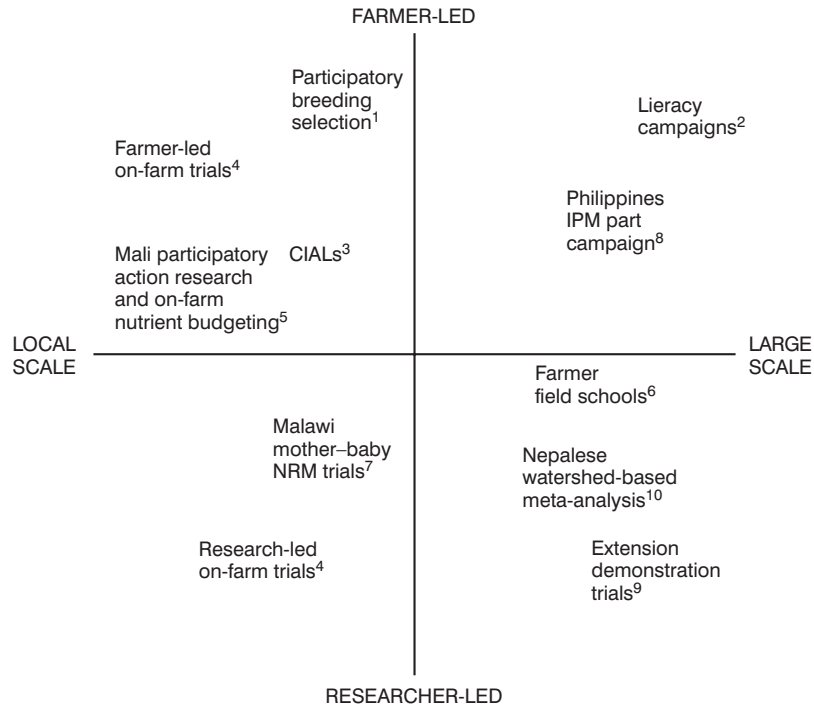 FARMER-LED
Participatory
breeding
selection¹
Lieracy
campaigns²
Farmer-led
on-farm trials⁴
Philippines
IPM part
campaign⁸
Mali participatory
action research
and on-farm
nutrient budgeting⁵
CIALs³
LOCAL
SCALE
LARGE
SCALE
Farmer
field schools⁶
Malawi
mother–baby
NRM trials⁷
Nepalese
watershed-based
meta-analysis¹⁰
Research-led
on-farm trials⁴
Extension
demonstration
trials⁹
RESEARCHER-LED